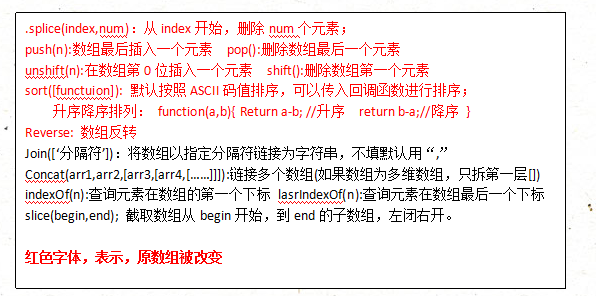 .splice(index,num)：从 index 开始，删除 num 个元素；
push(n):数组最后插入一个元素 pop():删除数组最后一个元素
unshift(n):在数组第 0 位插入一个元素 shift():删除数组第一个元素
sort([functuion]): 默认按照 ASCII 码值排序，可以传入回调函数进行排序；
升序降序排列： function(a,b){ Return a-b; //升序 return b-a;//降序 }
Reverse: 数组反转
Join([‘分隔符’])：将数组以指定分隔符链接为字符串，不填默认用 “,”
Concat(arr1,arr2,[arr3,[arr4,[……]]]):链接多个数组(如果数组为多维数组，只拆第一层[])
indexOf(n):查询元素在数组的第一个下标 lasrIndexOf(n):查询元素在数组最后一个下标
slice(begin,end); 截取数组从 begin 开始，到 end 的子数组，左闭右开。
红色字体，表示，原数组被改变